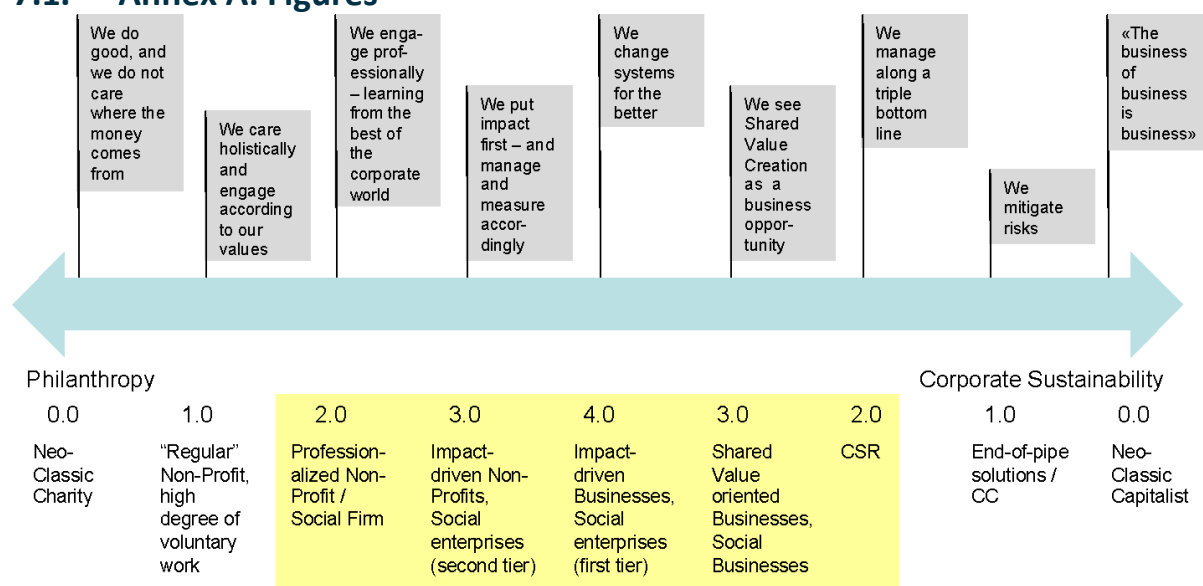 7.1. Annex A: Figures
We do
good, and
we do not
care
where the
money
comes
from
We care
holistically
and
engage
according
to our
values
We enga-
ge prof-
essionally
– learning
from the
best of
the
corporate
world
We put
impact
first – and
manage
and
measure
accor-
dingly
We
change
systems
for the
better
We see
Shared
Value
Creation
as a
business
oppor-
tunity
We
manage
along a
triple
bottom
line
We
mitigate
risks
«The
business
of
business
is
business»
Philanthropy
Corporate Sustainability
0.0
1.0
2.0
3.0
4.0
3.0
2.0
1.0
0.0
Neo-
Classic
Charity
“Regular”
Non-Profit,
high
degree of
voluntary
work
Profession-
alized Non-
Profit /
Social Firm
Impact-
driven Non-
Profits,
Social
enterprises
(second tier)
Impact-
driven
Businesses,
Social
enterprises
(first tier)
Shared
Value
oriented
Businesses,
Social
Businesses
CSR
End-of-pipe
solutions /
CC
Neo-
Classic
Capitalist